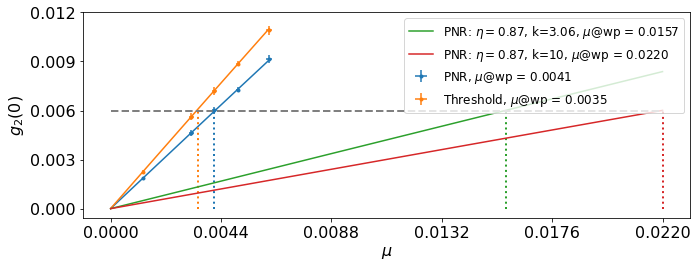 0.012
0.009
0.006
0.003
0.000
g₂(0)
PNR: η = 0.87, k=3.06, μ@wp = 0.0157
PNR: η = 0.87, k=10, μ@wp = 0.0220
PNR, μ@wp = 0.0041
Threshold, μ@wp = 0.0035
0.0000 0.0044 0.0088 0.0132 0.0176 0.0220
μ